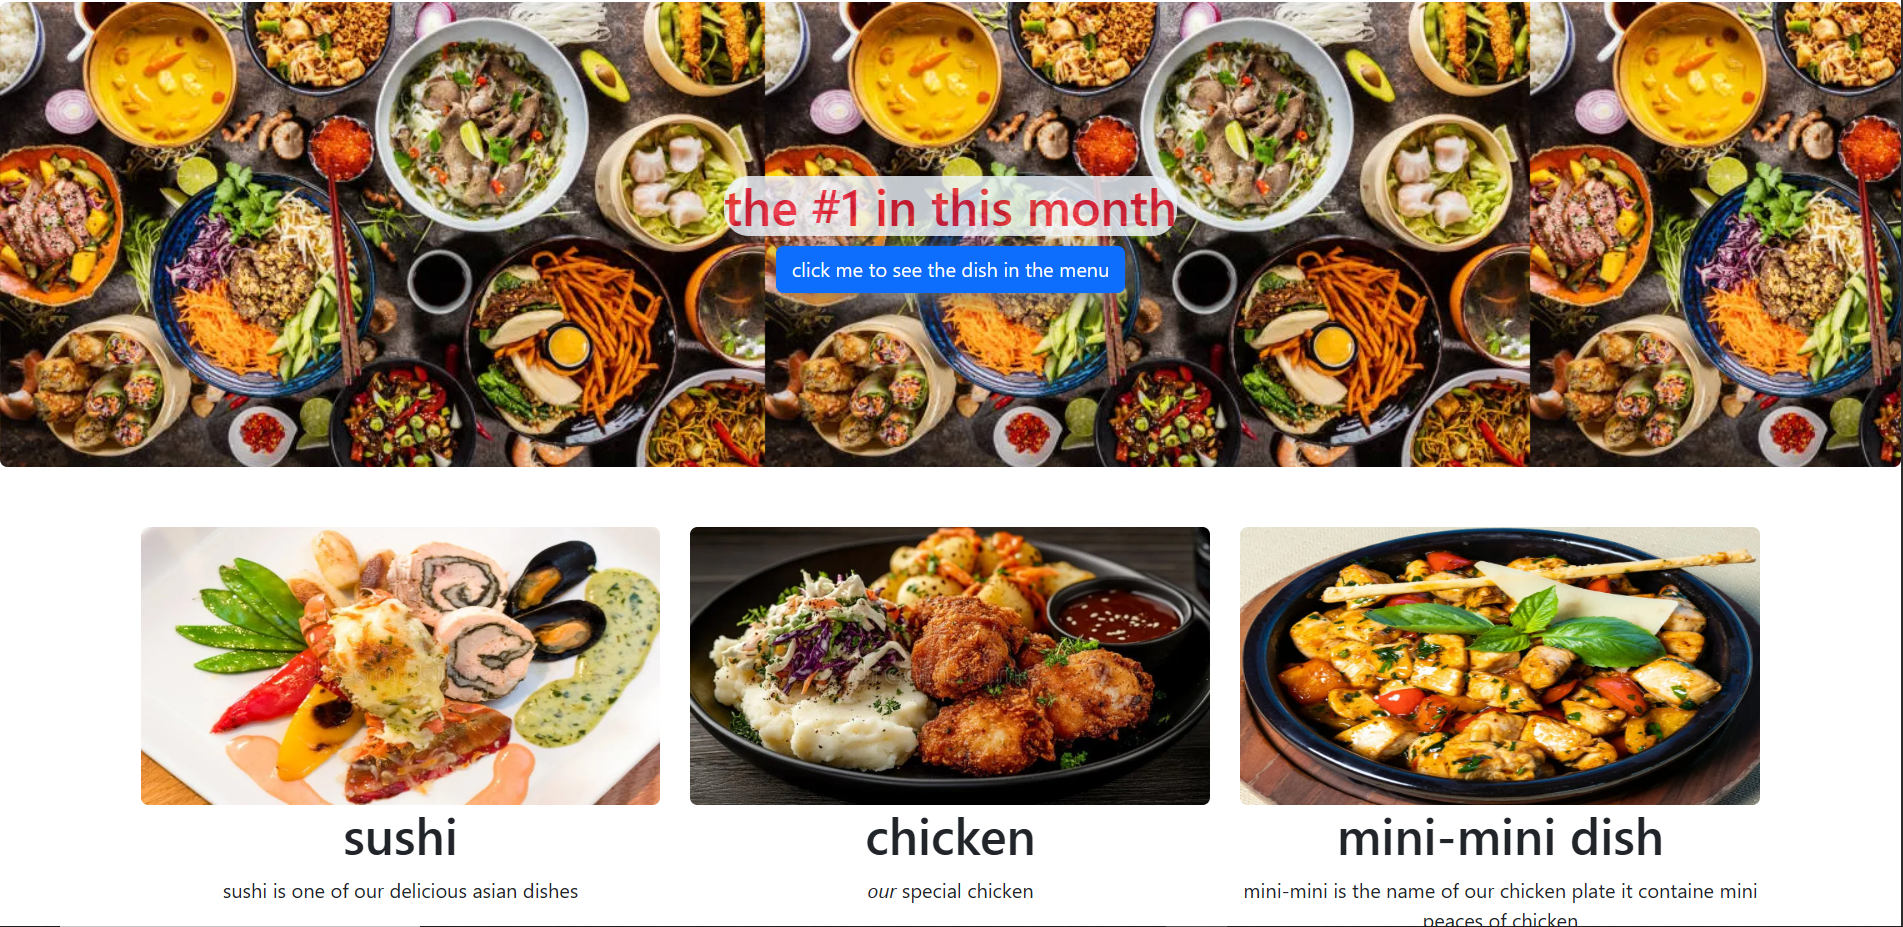 the #1 in this month
click me to see the dish in the menu
sushi
chicken
mini-mini dish
sushi is one of our delicious asian dishes
our special chicken
mini-mini is the name of our chicken plate it containe mini
peaces of chicken